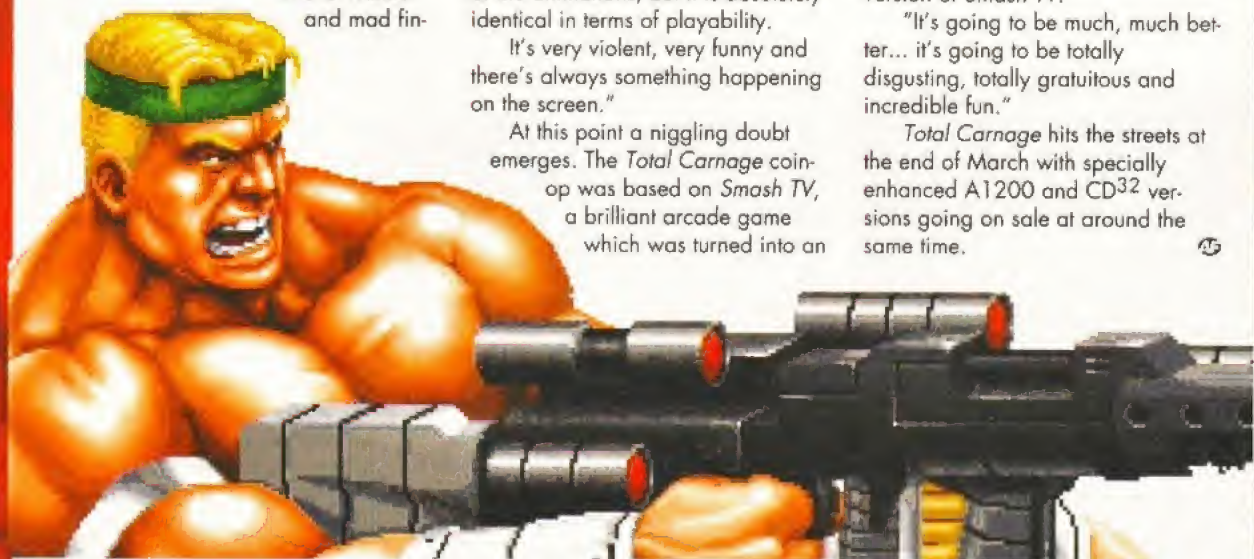 and mad fin-
identical in terms of playability.
It's very violent, very funny and
there's always something happening
on the screen."
At this point a niggling doubt
emerges. The Total Carnage coin-
op was based on Smash TV,
a brilliant arcade game
which was turned into an
"It's going to be much, much bet-
ter... it's going to be totally
disgusting, totally gratuitous and
incredible fun."
Total Carnage hits the streets at
the end of March with specially
enhanced A1200 and CD32 ver-
sions going on sale at around the
same time.
AF